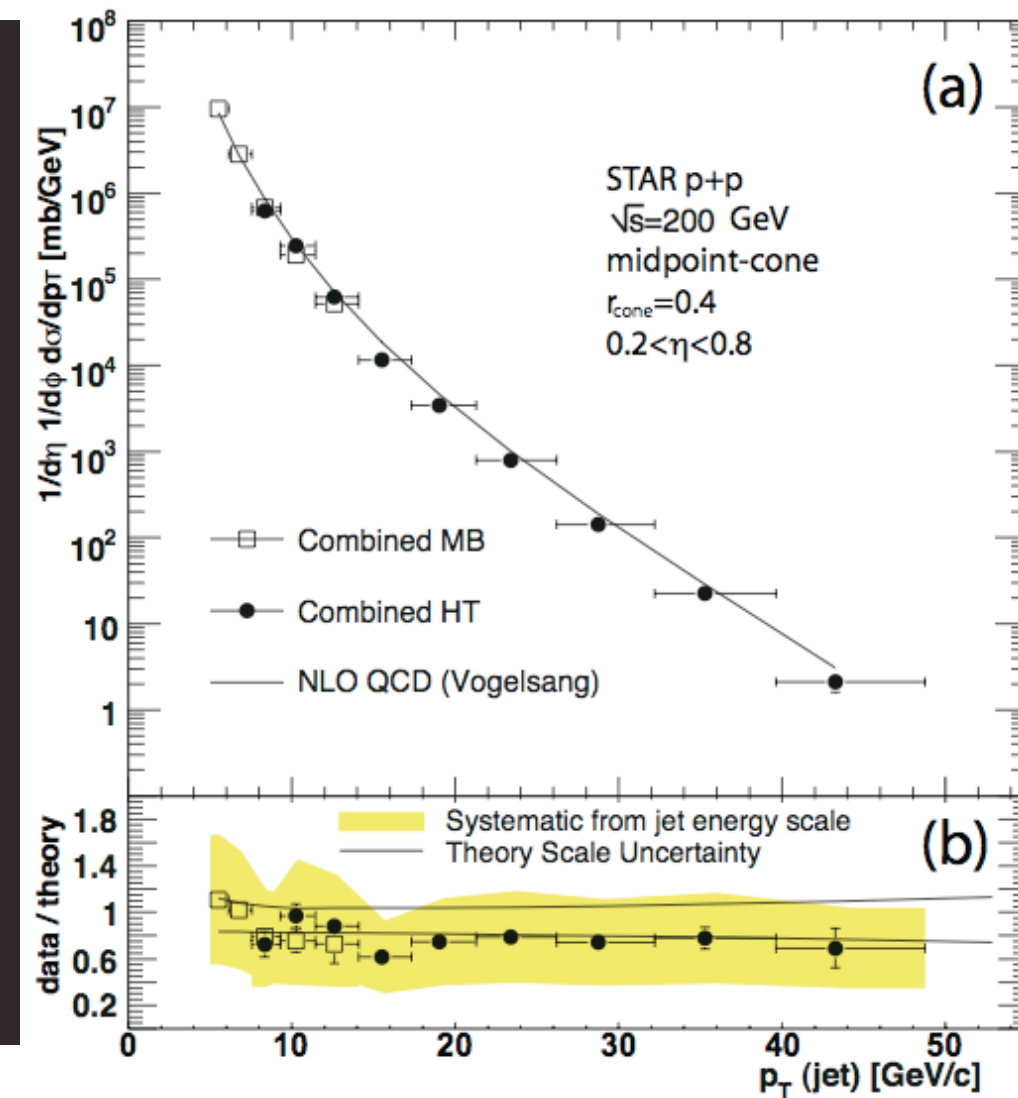 (a)
1/dη 1/dφ dσ/dpT [mb/GeV]
10⁸
10⁷
10⁶
10⁵
10⁴
10³
10²
10
1
STAR p+p
√s=200 GeV
midpoint-cone
r_cone=0.4
0.2<η<0.8
Combined MB
Combined HT
NLO QCD (Vogelsang)
(b)
data / theory
1.8
1.4
1
0.6
0.2
Systematic from jet energy scale
Theory Scale Uncertainty
0 10 20 30 40 50
p_T (jet) [GeV/c]